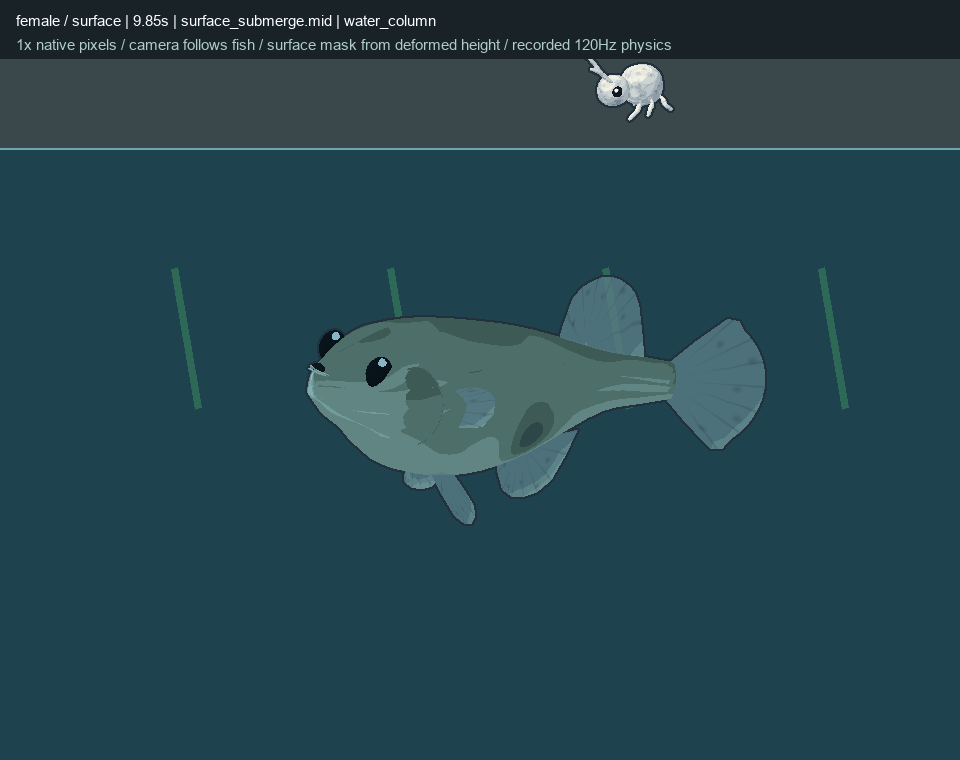 female / surface | 9.85s | surface_submerge.mid | water_column
1x native pixels / camera follows fish / surface mask from deformed height / recorded 120Hz physics